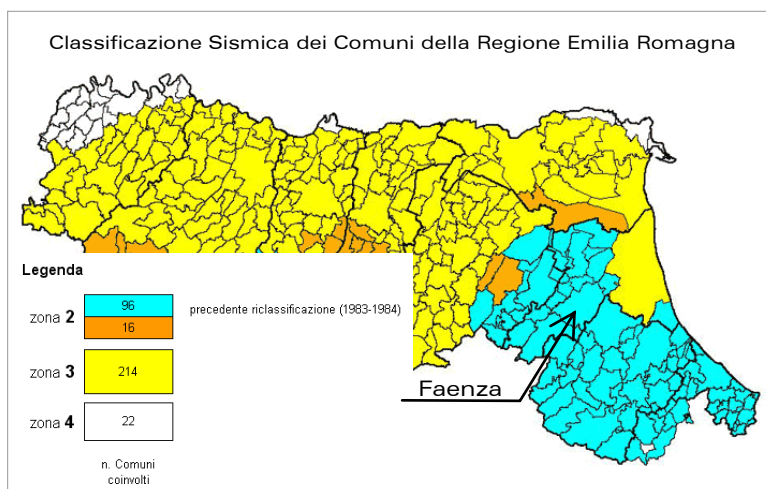 Classificazione Sismica dei Comuni della Regione Emilia Romagna
Legenda
zona 2
96
16
precedente riclassificazione (1983-1984)
zona 3
214
zona 4
22
n. Comuni
coinvolti
Faenza